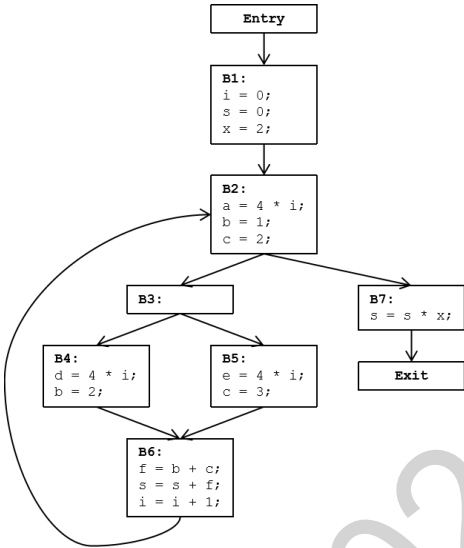 Entry
B1:
i = 0;
s = 0;
x = 2;
B2:
a = 4 * i;
b = 1;
c = 2;
B3:
B7:
s = s * x;
B4:
d = 4 * i;
b = 2;
B5:
e = 4 * i;
c = 3;
Exit
B6:
f = b + c;
s = s + f;
i = i + 1;